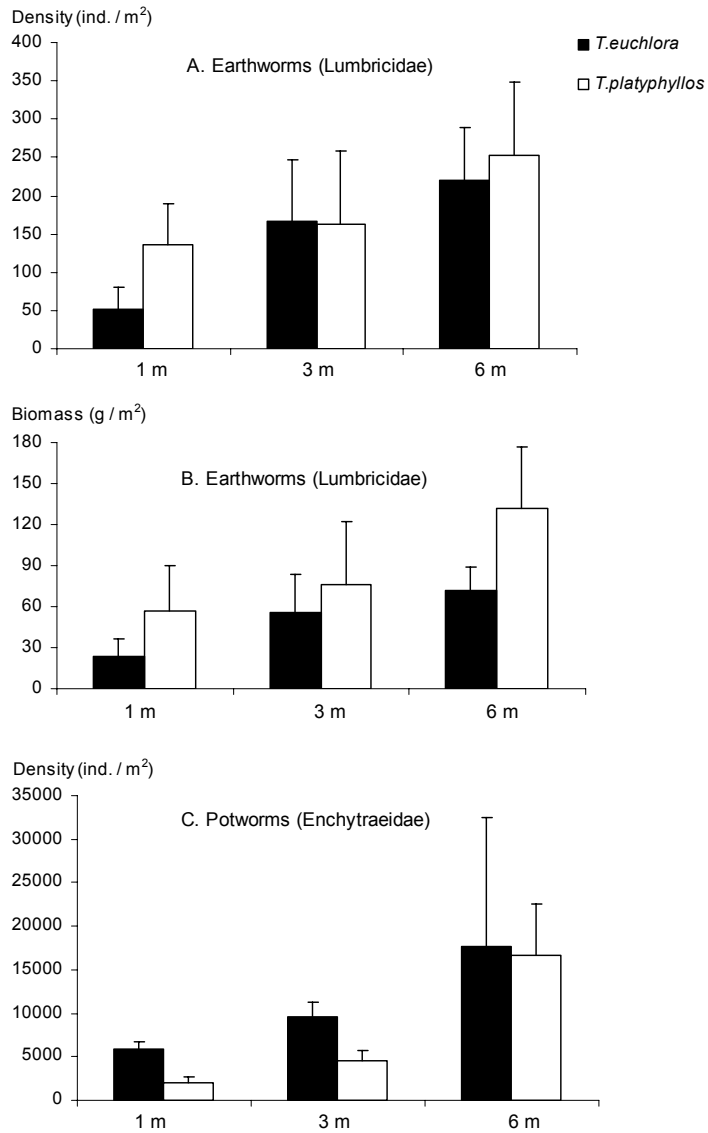 Density (ind. / m²)
A. Earthworms (Lumbricidae)
T.euchlora
T.platyphyllos
400
350
300
250
200
150
100
50
0
1 m 3 m 6 m
Biomass (g / m²)
B. Earthworms (Lumbricidae)
180
150
120
90
60
30
0
1 m 3 m 6 m
Density (ind. / m²)
C. Potworms (Enchytraeidae)
35000
30000
25000
20000
15000
10000
5000
0
1 m 3 m 6 m